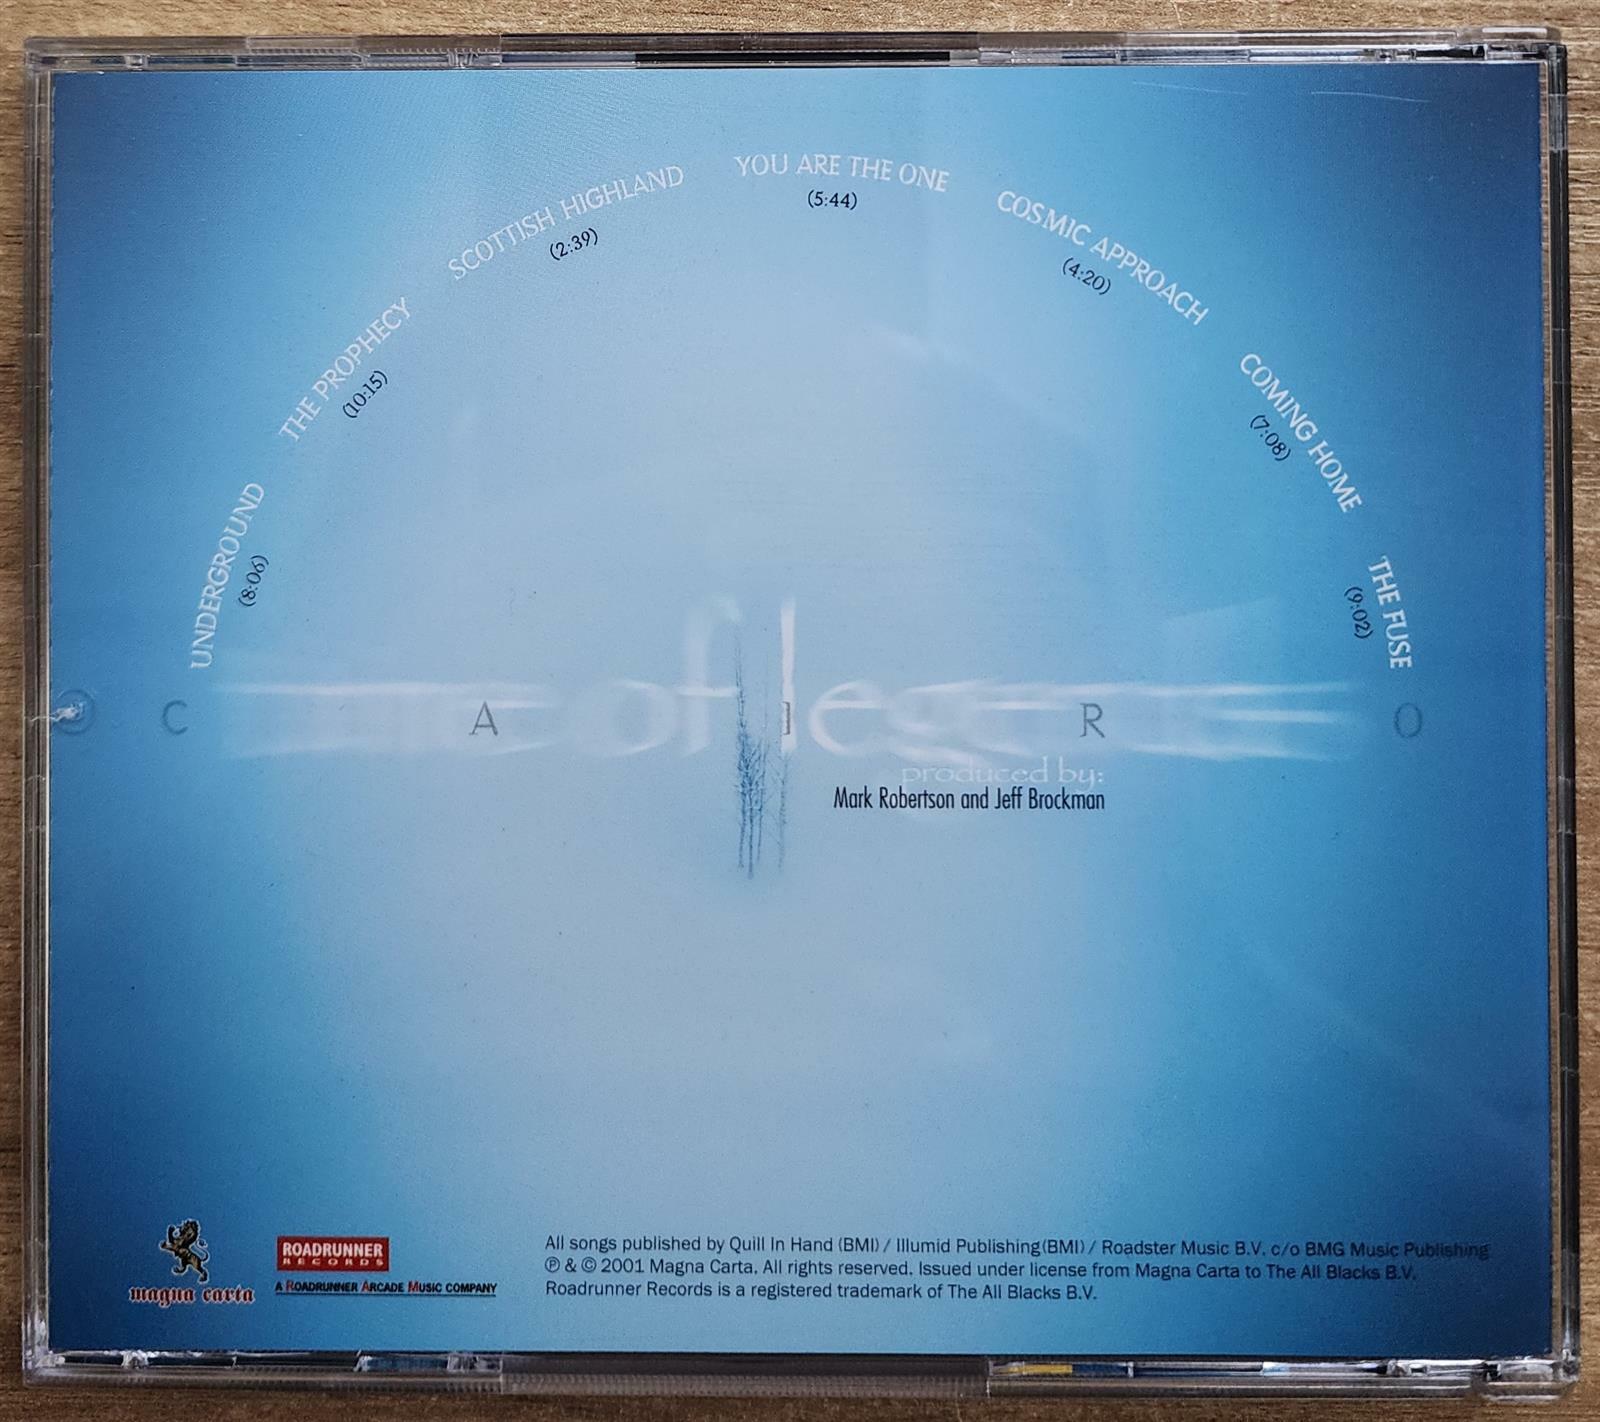 UNDERGROUND
(8:06)
THE PROPHECY
(10:15)
SCOTTISH HIGHLAND
(2:39)
YOU ARE THE ONE
(5:44)
COSMIC APPROACH
(4:20)
COMING HOME
(7:08)
THE FUSE
(9:02)
C A I R O
of leg
produced by:
Mark Robertson and Jeff Brockman
magna carta
ROADRUNNER
RECORDS
A ROADRUNNER ARCADE MUSIC COMPANY
All songs published by Quill In Hand (BMI) / Illumid Publishing(BMI) / Roadster Music B.V. c/o BMG Music Publishing
℗ & © 2001 Magna Carta. All rights reserved. Issued under license from Magna Carta to The All Blacks B.V.
Roadrunner Records is a registered trademark of The All Blacks B.V.